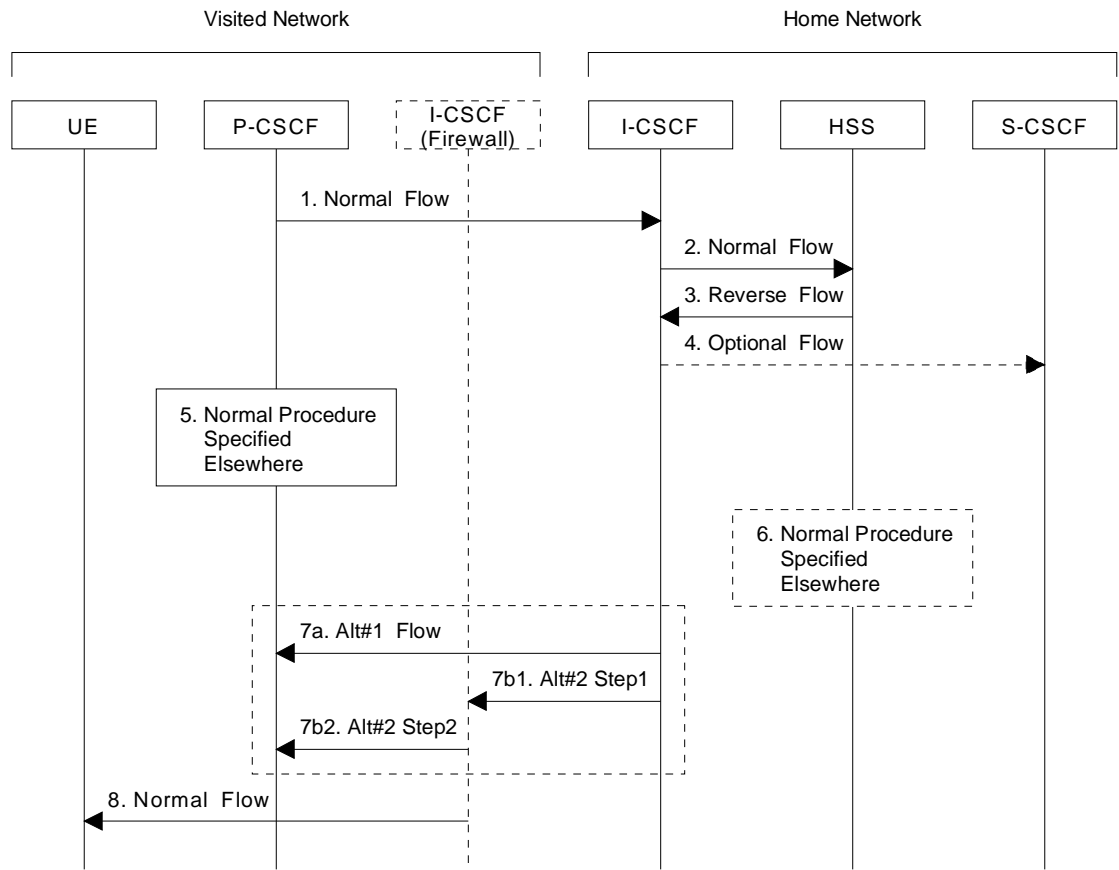 Visited Network
Home Network
UE
P-CSCF
I-CSCF
(Firewall)
I-CSCF
HSS
S-CSCF
1. Normal Flow
2. Normal Flow
3. Reverse Flow
4. Optional Flow
5. Normal Procedure
Specified
Elsewhere
6. Normal Procedure
Specified
Elsewhere
7a. Alt#1 Flow
7b1. Alt#2 Step1
7b2. Alt#2 Step2
8. Normal Flow